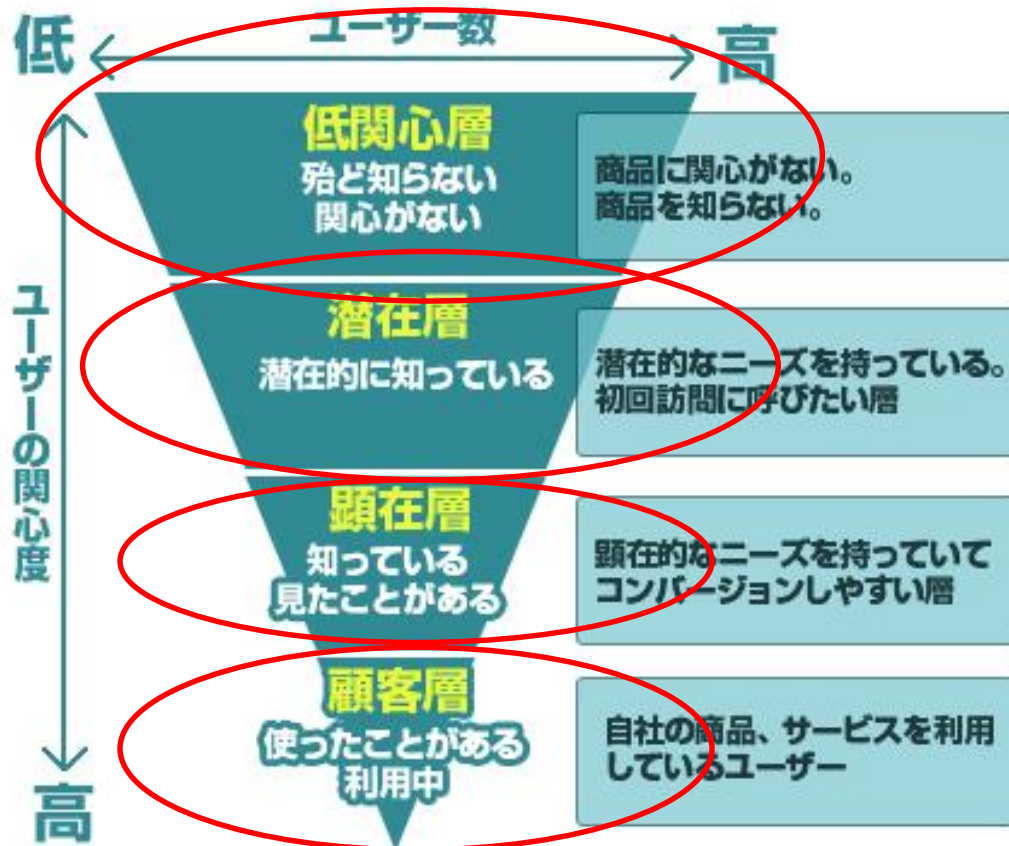 低 ユーザー数 高
低関心層
殆ど知らない
関心がない
商品に関心がない。
商品を知らない。
潜在層
潜在的に知っている
潜在的なニーズを持っている。
初回訪問に呼びたい層
ユーザーの関心度
顕在層
知っている
見たことがある
顕在的なニーズを持っていて
コンバージョンしやすい層
顧客層
使ったことがある
利用中
自社の商品、サービスを利用
しているユーザー
高